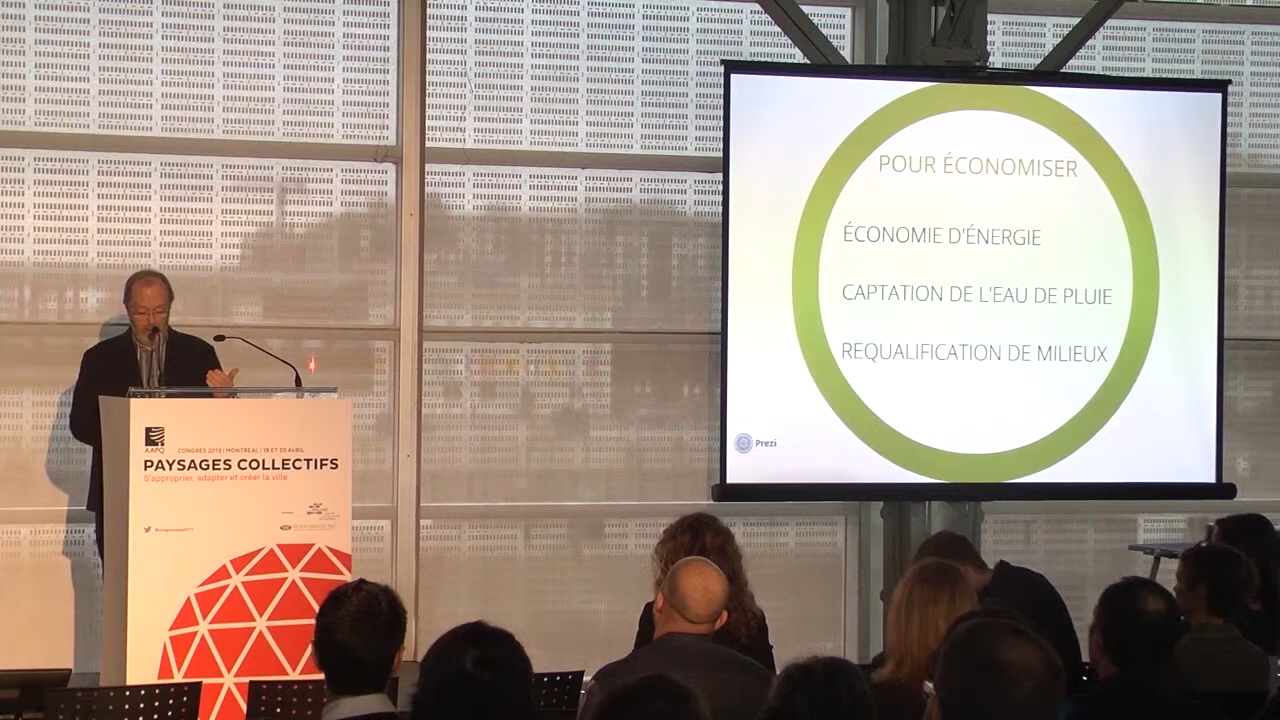 POUR ÉCONOMISER
ÉCONOMIE D'ÉNERGIE
CAPTATION DE L'EAU DE PLUIE
REQUALIFICATION DE MILIEUX
Prezi
AAPQ
CONGRÈS 2013 | MONTRÉAL | 19 ET 20 AVRIL
PAYSAGES COLLECTIFS
S'approprier, adapter et créer la ville